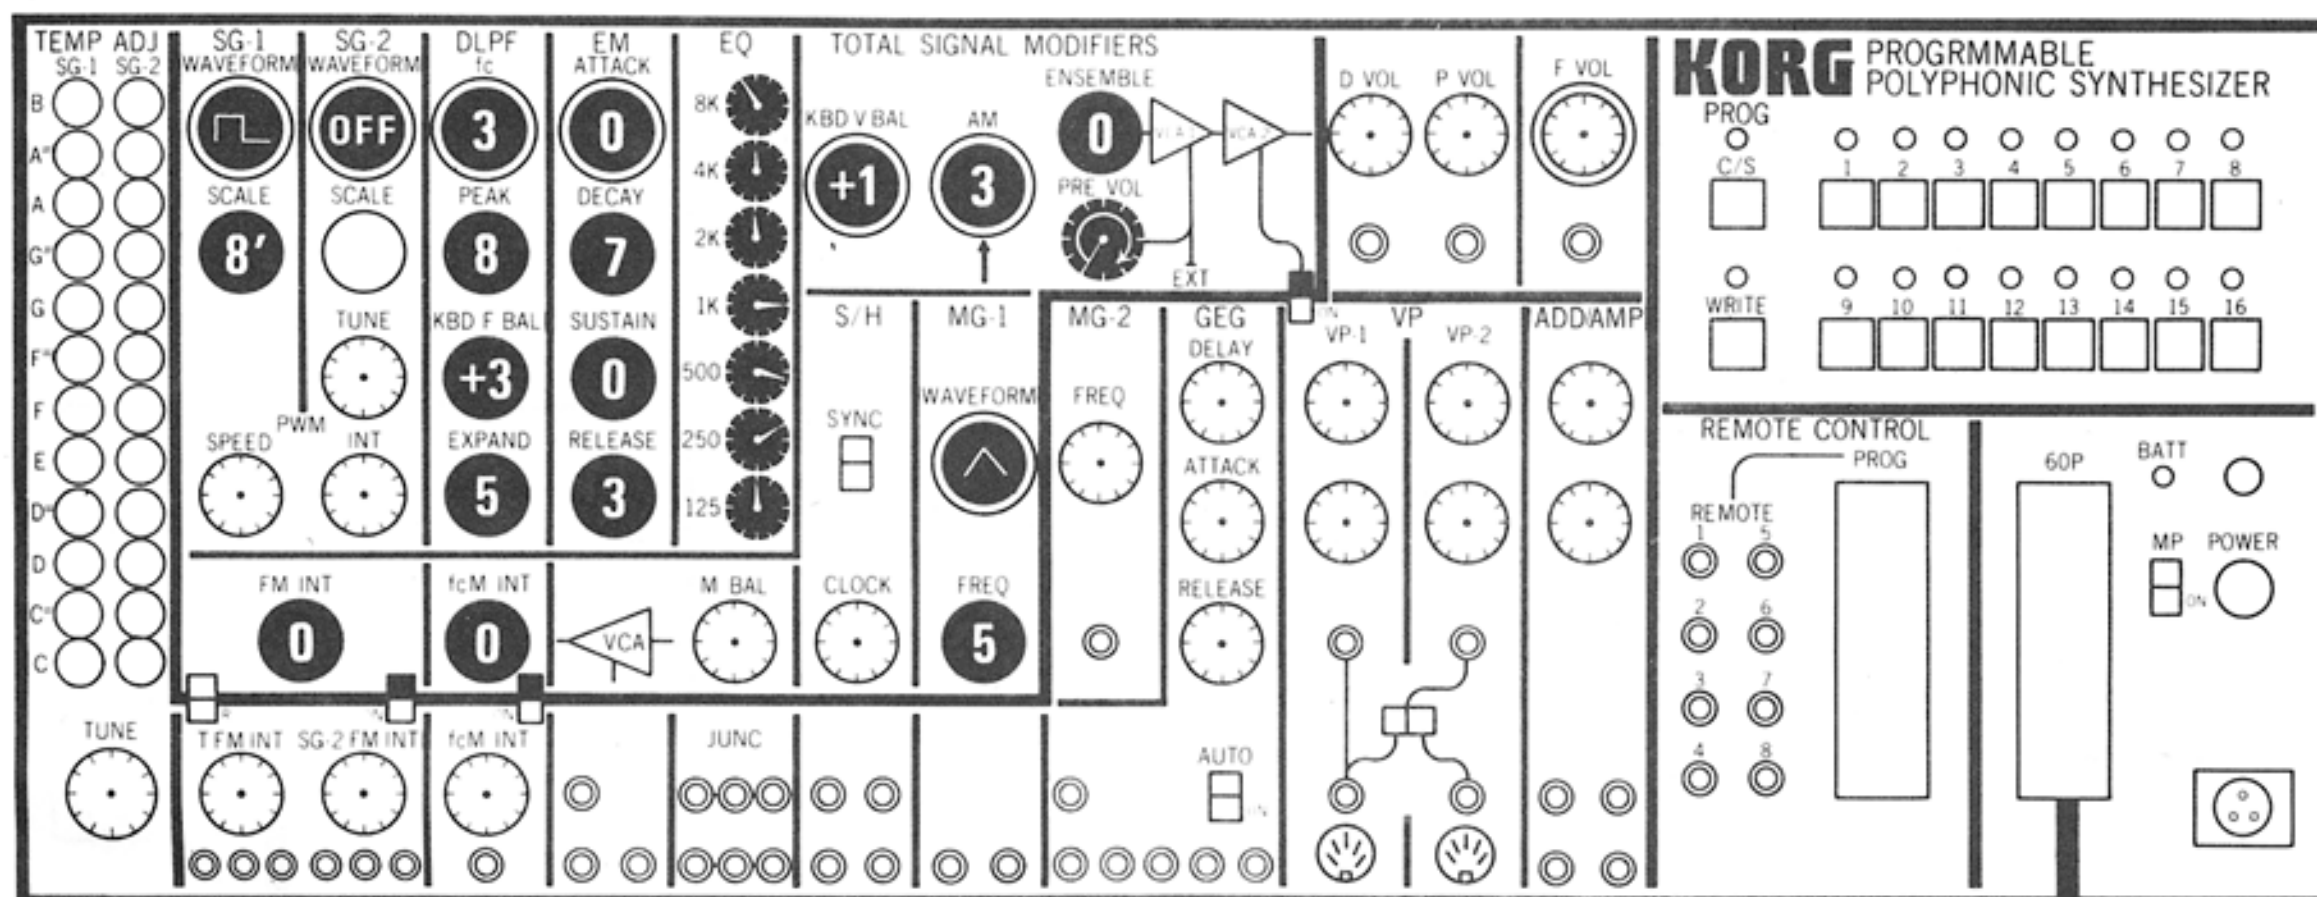 TEMP ADJ
SG-1 SG-2
B
A#
A
G#
G
F#
F
E
D#
D
C#
C
TUNE
SG-1
WAVEFORM
SCALE
8'
SPEED
PWM
SG-2
WAVEFORM
OFF
SCALE
TUNE
INT
FM INT
0
T FM INT
SG-2 FM INT
DLPF
fc
3
PEAK
8
KBD F BAL
+3
EXPAND
5
fcM INT
0
ON
fcM INT
EM
ATTACK
0
DECAY
7
SUSTAIN
0
RELEASE
3
EQ
8K
4K
2K
1K
500
250
125
VCA
M BAL
JUNC
TOTAL SIGNAL MODIFIERS
KBD V BAL
+1
AM
3
ENSEMBLE
0
VCA 1
VCA 2
PRE VOL
EXT
ON
S/H
SYNC
CLOCK
MG-1
WAVEFORM
FREQ
5
MG-2
FREQ
GEG
DELAY
ATTACK
RELEASE
AUTO
ON
D VOL
P VOL
F VOL
VP
VP-1
VP-2
ADD/AMP
KORG PROGRMMABLE
POLYPHONIC SYNTHESIZER
PROG
C/S
1 2 3 4 5 6 7 8
WRITE
9 10 11 12 13 14 15 16
REMOTE CONTROL
PROG
REMOTE
1 5
2 6
3 7
4 8
60P
BATT
MP
ON
POWER